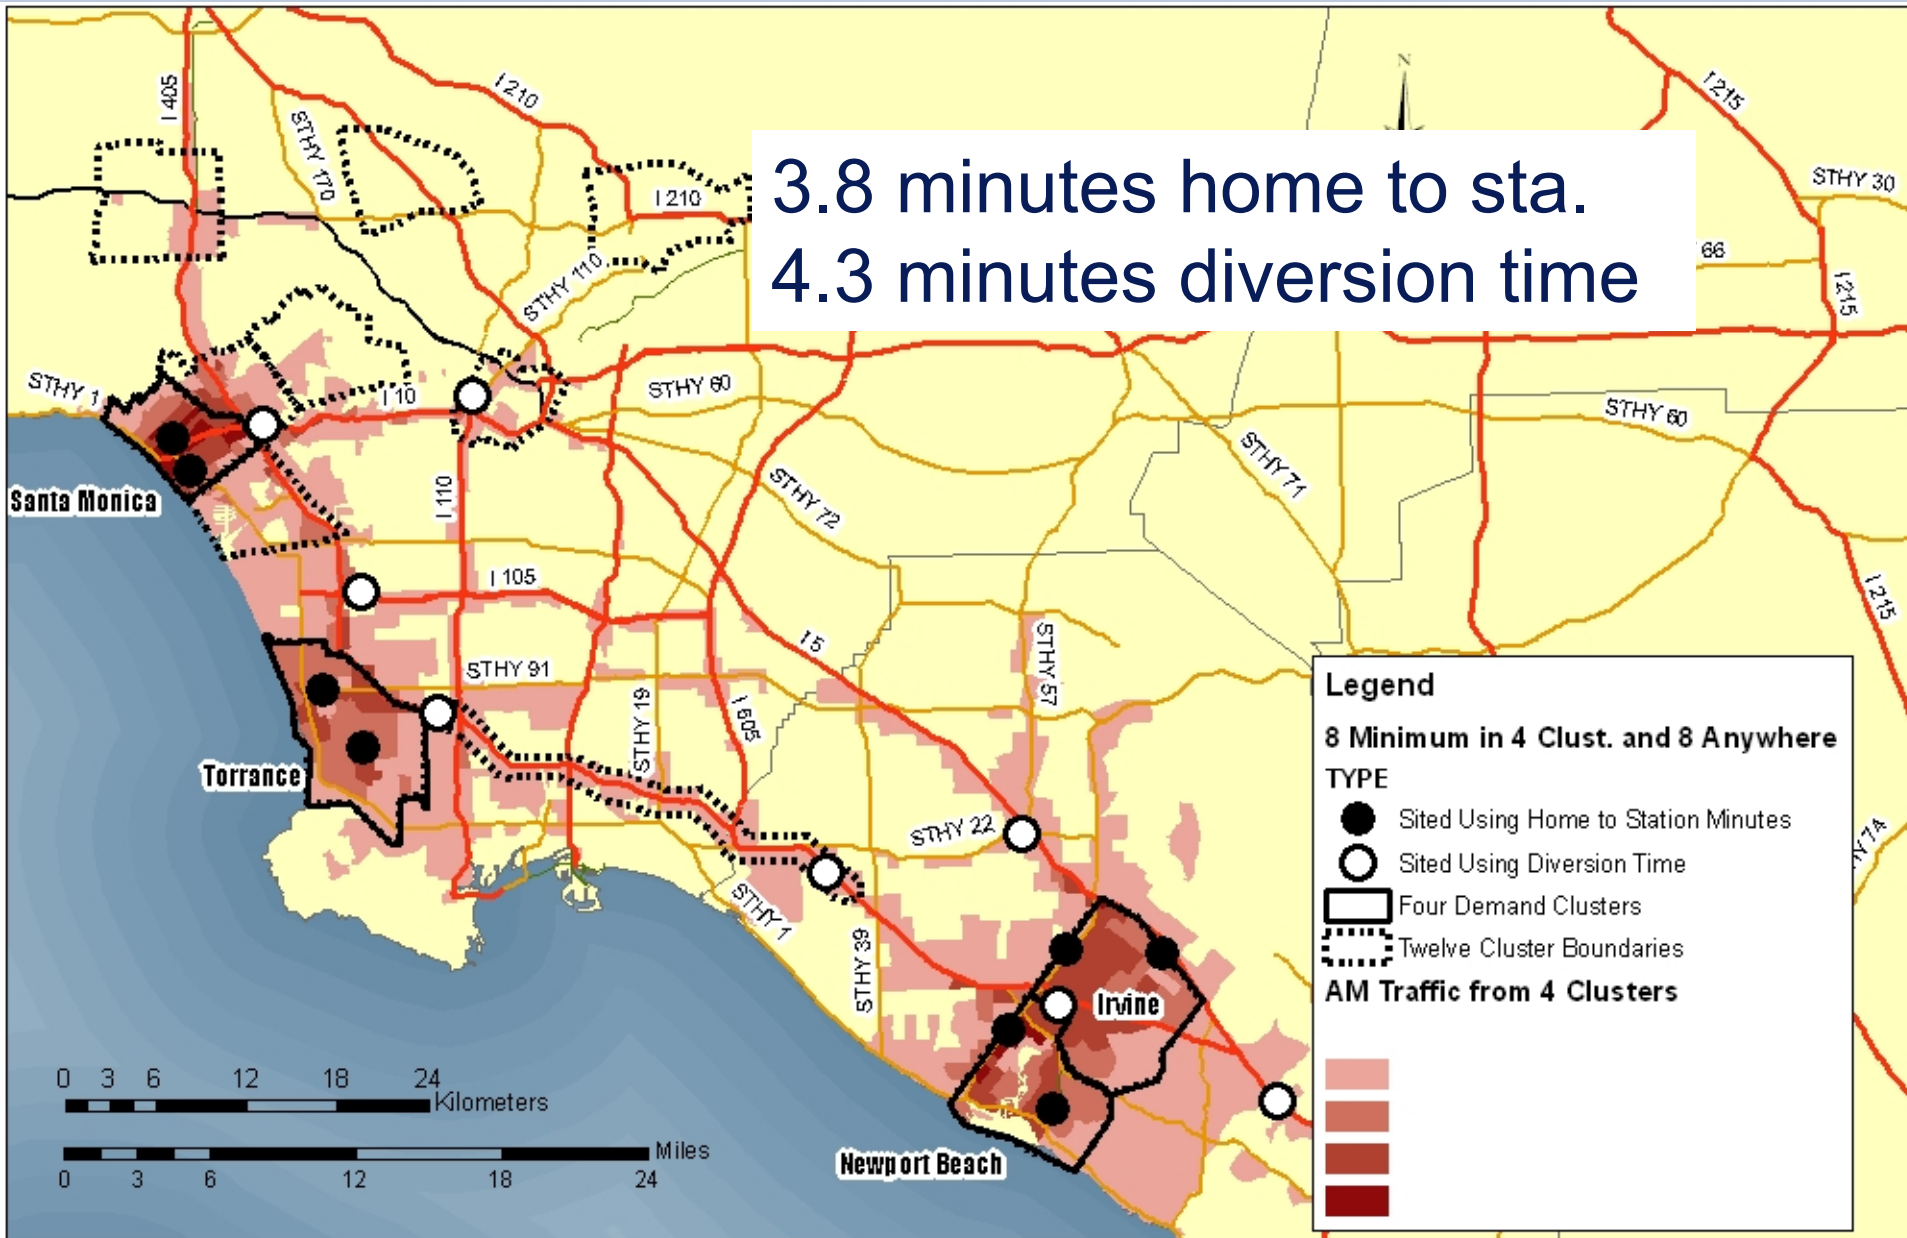 3.8 minutes home to sta.
4.3 minutes diversion time
N
I 405
I 210
STHY 170
I 210
I 215
STHY 30
66
I 215
STHY 110
STHY 1
I 10
STHY 60
STHY 60
Santa Monica
I 110
STHY 72
STHY 71
I 105
I 5
I 215
STHY 91
STHY 57
STHY 19
I 605
Torrance
STHY 22
STHY 1
STHY 39
Irvine
Newport Beach
0 3 6 12 18 24
Kilometers
Miles
0 3 6 12 18 24
Legend
8 Minimum in 4 Clust. and 8 Anywhere
TYPE
Sited Using Home to Station Minutes
Sited Using Diversion Time
Four Demand Clusters
Twelve Cluster Boundaries
AM Traffic from 4 Clusters